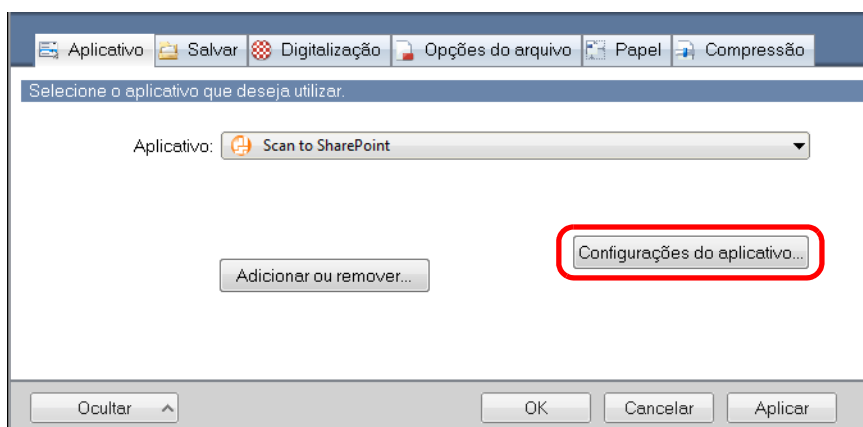 Aplicativo Salvar Digitalização Opções do arquivo Papel Compressão
Selecione o aplicativo que deseja utilizar.
Aplicativo: Scan to SharePoint
Configurações do aplicativo...
Adicionar ou remover...
Ocultar OK Cancelar Aplicar